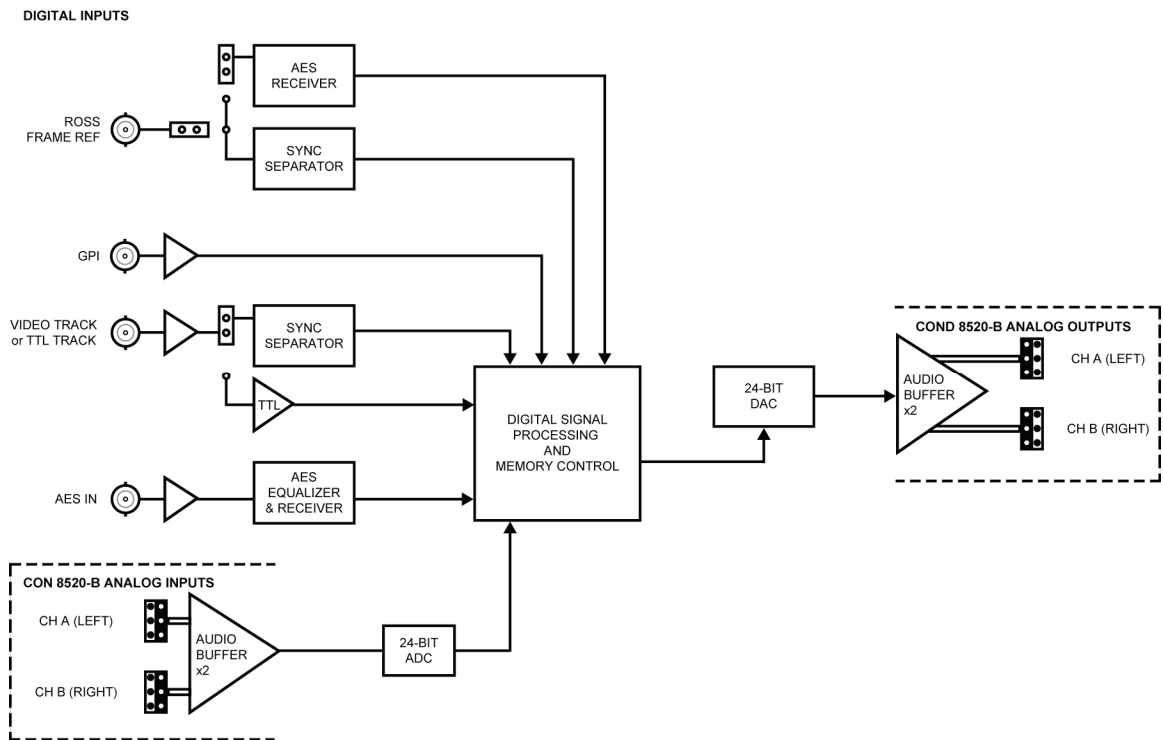 DIGITAL INPUTS
AES
RECEIVER
ROSS
FRAME REF
SYNC
SEPARATOR
GPI
VIDEO TRACK
or TTL TRACK
SYNC
SEPARATOR
TTL
AES IN
AES
EQUALIZER
& RECEIVER
DIGITAL SIGNAL
PROCESSING
AND
MEMORY CONTROL
24-BIT
DAC
COND 8520-B ANALOG OUTPUTS
AUDIO
BUFFER
x2
CH A (LEFT)
CH B (RIGHT)
CON 8520-B ANALOG INPUTS
CH A (LEFT)
CH B (RIGHT)
AUDIO
BUFFER
x2
24-BIT
ADC